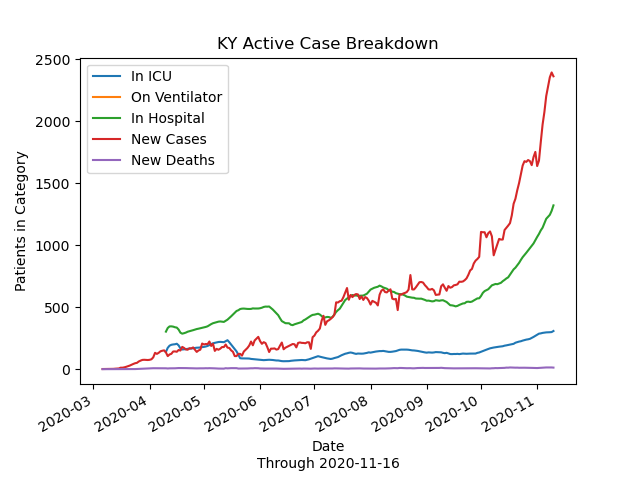 KY Active Case Breakdown
2500
2000
1500
1000
500
0
Patients in Category
In ICU
On Ventilator
In Hospital
New Cases
New Deaths
2020-03
2020-04
2020-05
2020-06
2020-07
2020-08
2020-09
2020-10
2020-11
Date
Through 2020-11-16